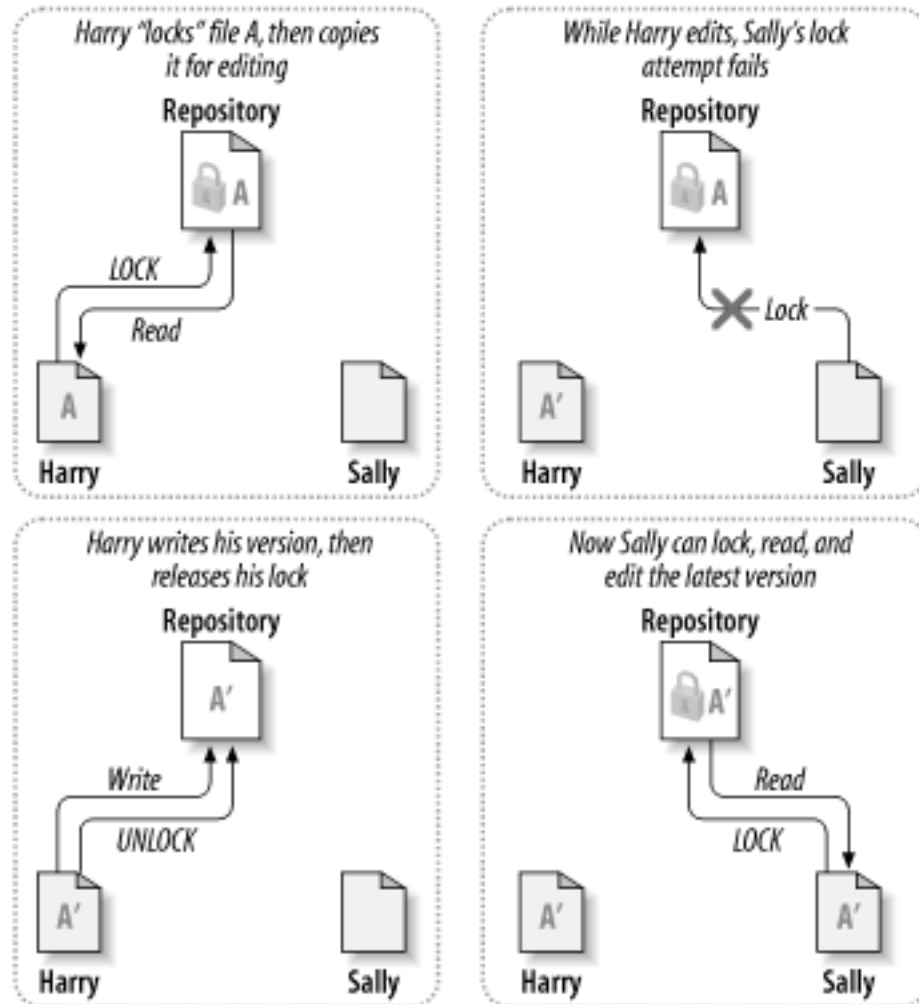 Harry “locks” file A, then copies
it for editing
Repository
A
LOCK
Read
A
Harry
Sally
While Harry edits, Sally’s lock
attempt fails
Repository
A
Lock
A′
Harry
Sally
Harry writes his version, then
releases his lock
Repository
A′
Write
UNLOCK
A′
Harry
Sally
Now Sally can lock, read, and
edit the latest version
Repository
A′
Read
LOCK
A′
Harry
A′
Sally